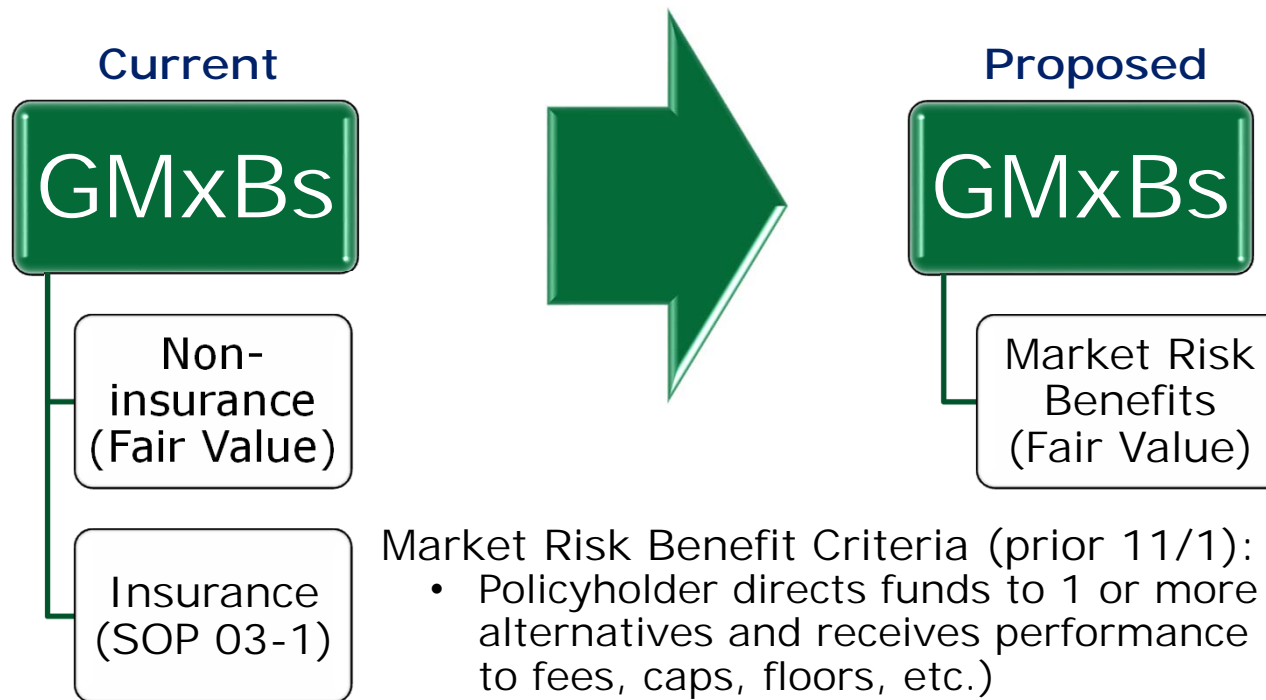 Current
GMxBs
Non-
insurance
(Fair Value)
Insurance
(SOP 03-1)
Proposed
GMxBs
Market Risk
Benefits
(Fair Value)
Market Risk Benefit Criteria (prior 11/1):
• Policyholder directs funds to 1 or more
alternatives and receives performance
to fees, caps, floors, etc.)